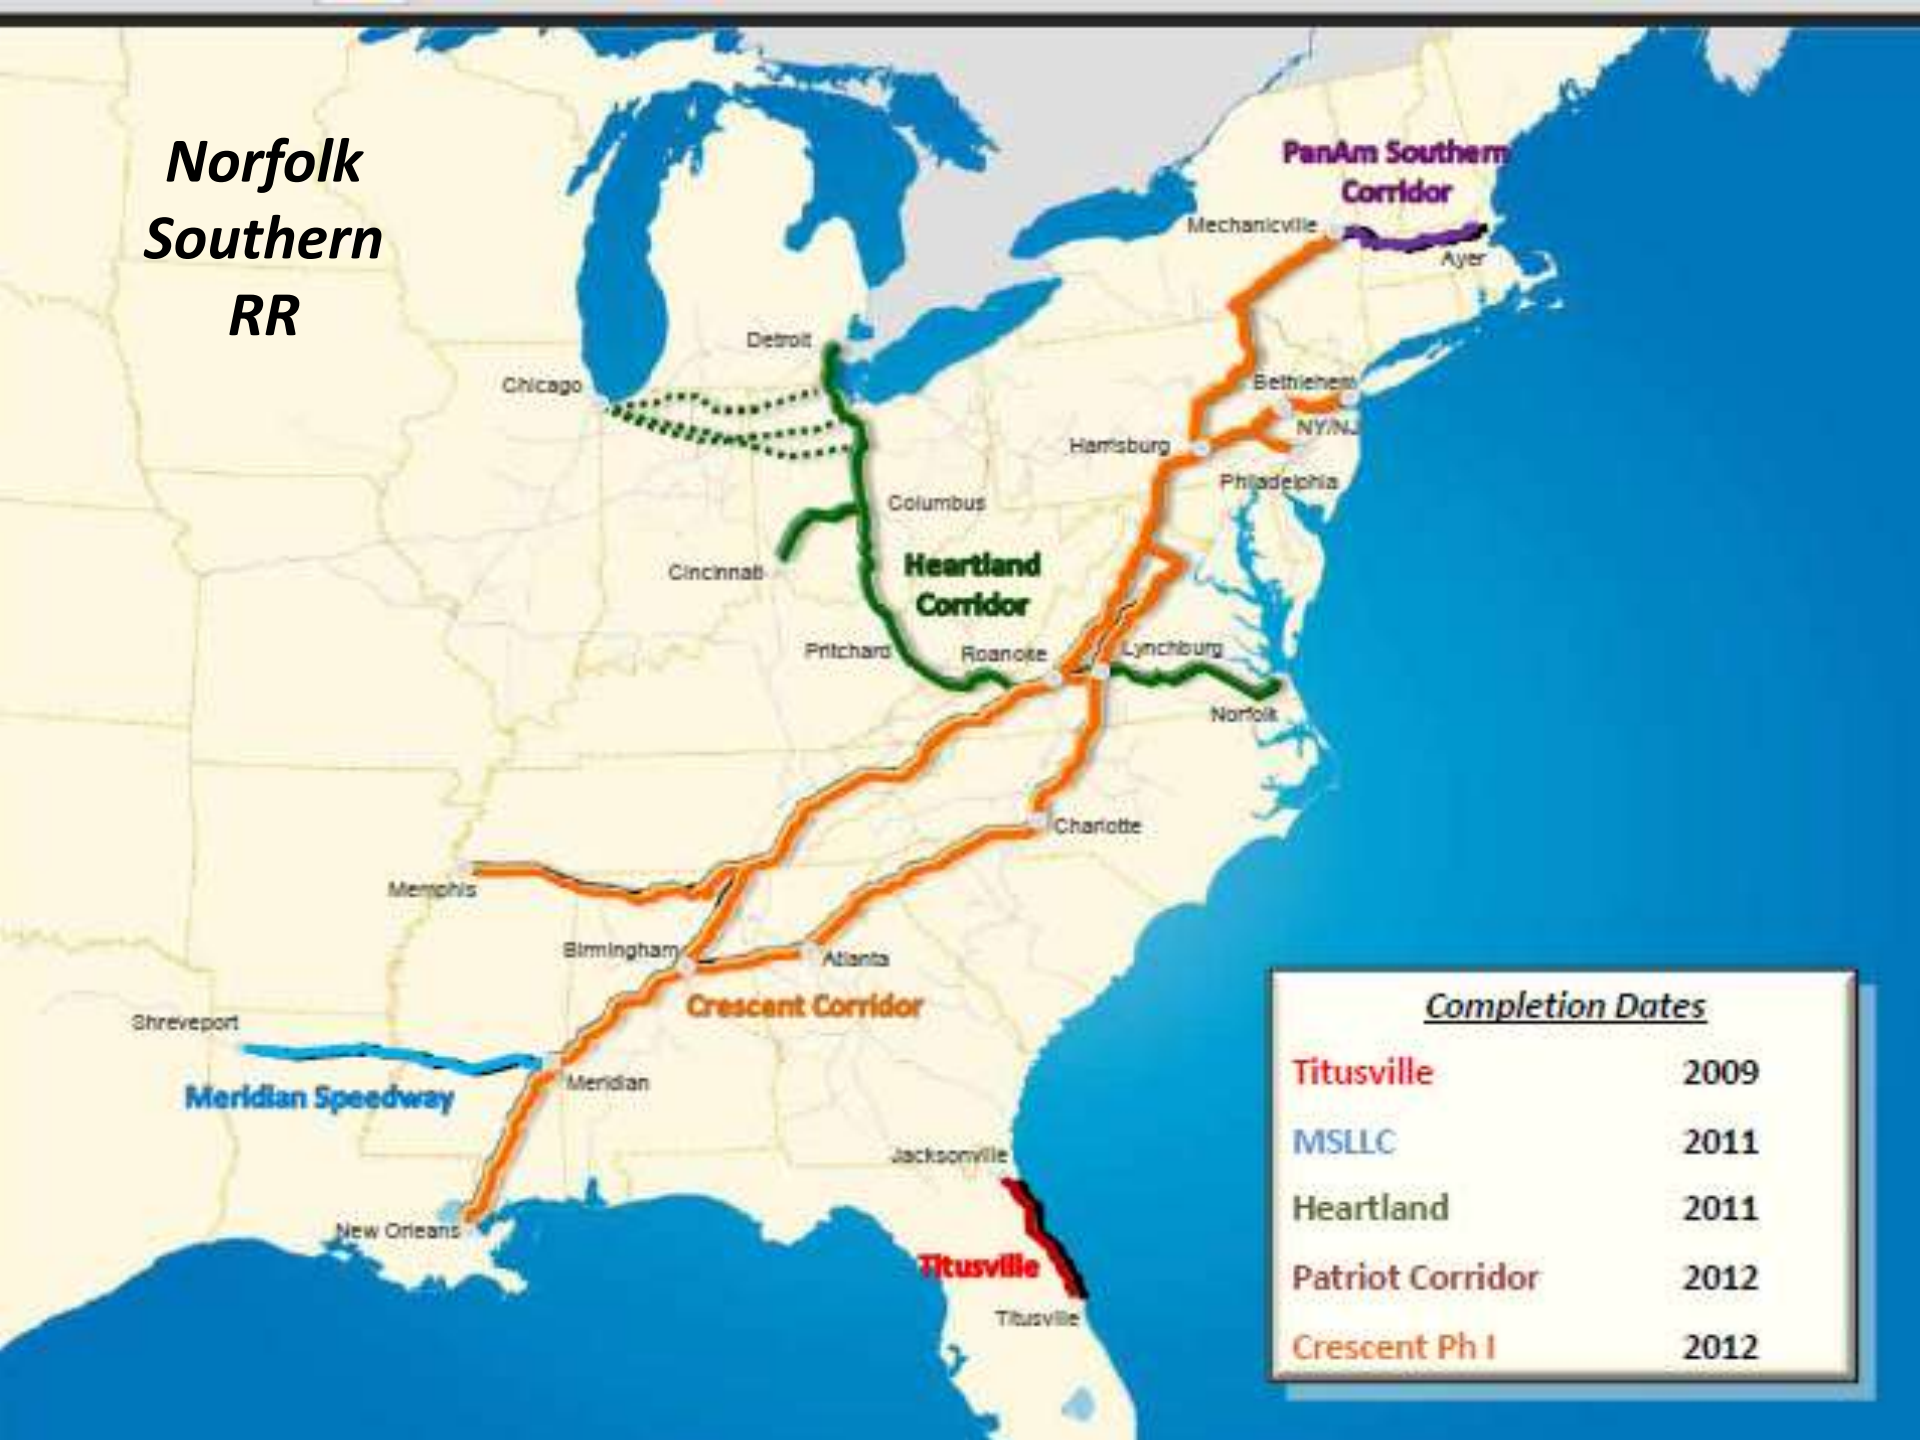 Norfolk
Southern
RR
PanAm Southern
Corridor
Mechanicville
Ayer
Detroit
Chicago
Bethlehem
NY/NJ
Harrisburg
Philadelphia
Columbus
Cincinnati
Heartland
Corridor
Pritchard
Roanoke
Lynchburg
Norfolk
Charlotte
Memphis
Birmingham
Atlanta
Crescent Corridor
Shreveport
Meridian
Meridian Speedway
Jacksonville
New Orleans
Titusville
Titusville
Completion Dates
Titusville 2009
MSLLC 2011
Heartland 2011
Patriot Corridor 2012
Crescent Ph I 2012